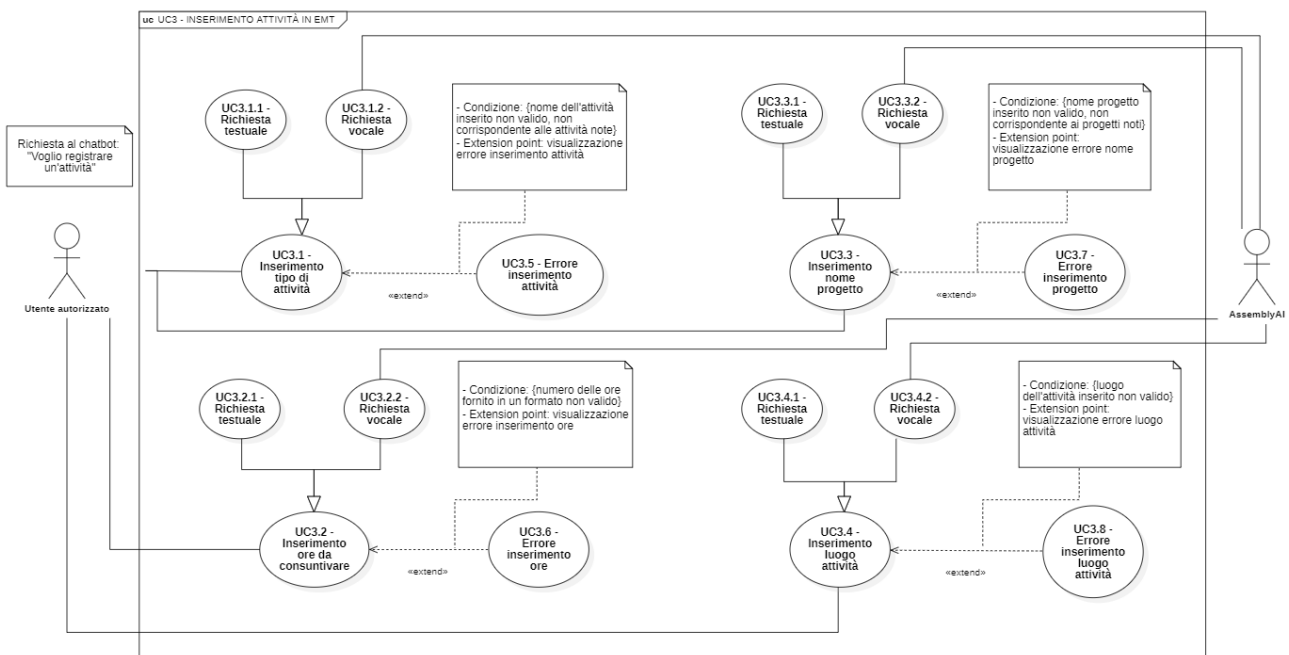 uc UC3 - INSERIMENTO ATTIVITÀ IN EMT
Richiesta al chatbot:
"Voglio registrare
un'attività"
Utente autorizzato
UC3.1.1 -
Richiesta
testuale
UC3.1.2 -
Richiesta
vocale
- Condizione: {nome dell'attività
inserito non valido, non
corrispondente alle attività note}
- Extension point: visualizzazione
errore inserimento attività
UC3.1 -
Inserimento
tipo di
attività
«extend»
UC3.5 - Errore
inserimento
attività
UC3.3.1 -
Richiesta
testuale
UC3.3.2 -
Richiesta
vocale
- Condizione: {nome progetto
inserito non valido, non
corrispondente ai progetti noti}
- Extension point:
visualizzazione errore nome
progetto
UC3.3 -
Inserimento
nome
progetto
«extend»
UC3.7 -
Errore
inserimento
progetto
AssemblyAI
UC3.2.1 -
Richiesta
testuale
UC3.2.2 -
Richiesta
vocale
- Condizione: {numero delle ore
fornito in un formato non valido}
- Extension point: visualizzazione
errore inserimento ore
UC3.2 -
Inserimento
ore da
consuntivare
«extend»
UC3.6 -
Errore
inserimento
ore
UC3.4.1 -
Richiesta
testuale
UC3.4.2 -
Richiesta
vocale
- Condizione: {luogo
dell'attività inserito non valido}
- Extension point:
visualizzazione errore luogo
attività
UC3.4 -
Inserimento
luogo
attività
«extend»
UC3.8 -
Errore
inserimento
luogo
attività